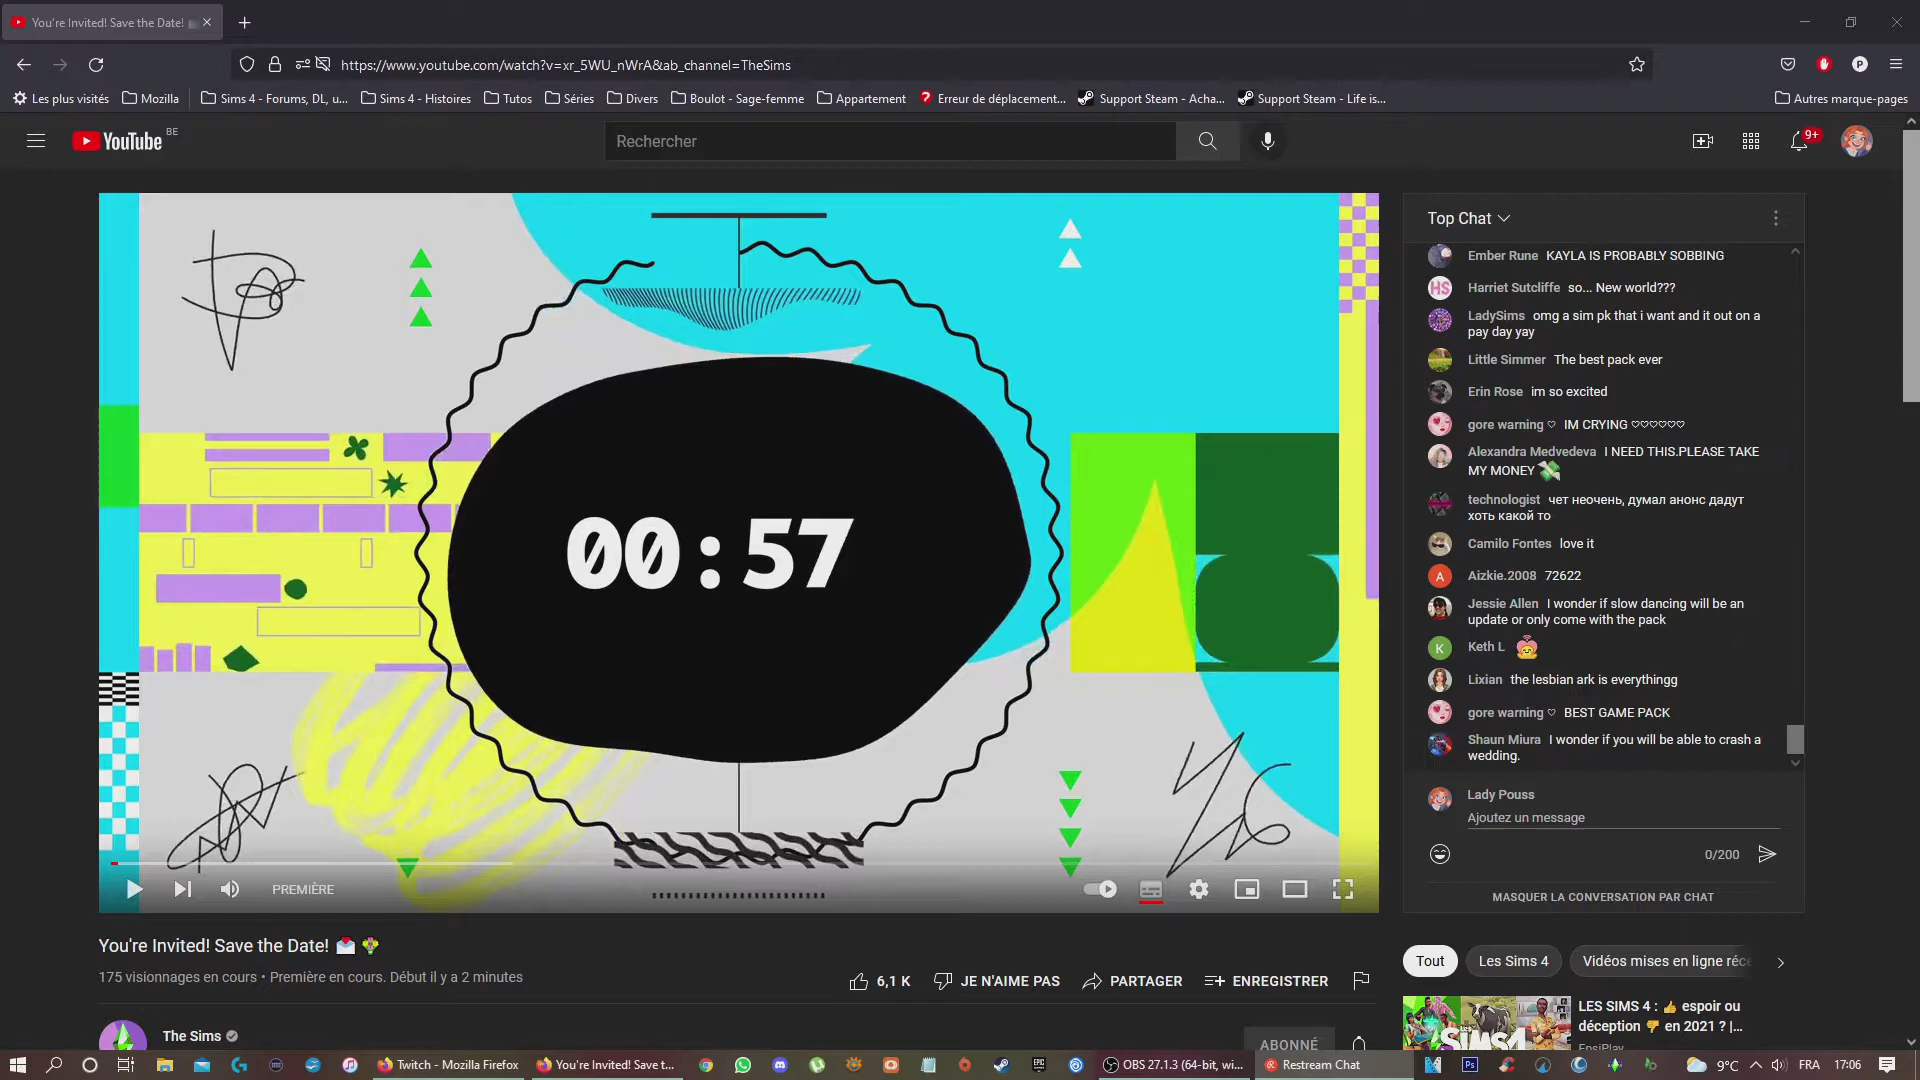 You're Invited! Save the Date!
https://www.youtube.com/watch?v=xr_5WU_nWrA&ab_channel=TheSims
Les plus visités
Mozilla
Sims 4 - Forums, DL, u...
Sims 4 - Histoires
Tutos
Séries
Divers
Boulot - Sage-femme
Appartement
Erreur de déplacement...
Support Steam - Acha...
Support Steam - Life is...
Autres marque-pages
YouTube BE
Rechercher
9+
00:57
PREMIÈRE
Top Chat
Ember Rune KAYLA IS PROBABLY SOBBING
HS
Harriet Sutcliffe so... New world???
LadySims omg a sim pk that i want and it out on a
pay day yay
Little Simmer The best pack ever
Erin Rose im so excited
gore warning ♡ IM CRYING ♡♡♡♡♡♡
Alexandra Medvedeva I NEED THIS.PLEASE TAKE
MY MONEY
technologist чет неочень, думал анонс дадут
хоть какой то
Camilo Fontes love it
A
Aizkie.2008 72622
Jessie Allen I wonder if slow dancing will be an
update or only come with the pack
K
Keth L
Lixian the lesbian ark is everythingg
gore warning ♡ BEST GAME PACK
Shaun Miura I wonder if you will be able to crash a
wedding.
Lady Pouss
Ajoutez un message
0/200
MASQUER LA CONVERSATION PAR CHAT
You're Invited! Save the Date! 💌 💐
175 visionnages en cours • Première en cours. Début il y a 2 minutes
6,1 K
JE N'AIME PAS
PARTAGER
ENREGISTRER
The Sims
ABONNÉ
Tout
Les Sims 4
Vidéos mises en ligne réce
LES SIMS 4 : 👍 espoir ou
déception 👎 en 2021 ? |...
EpsiPlay
SIMS4
Twitch - Mozilla Firefox
You're Invited! Save t...
OBS 27.1.3 (64-bit, wi...
Restream Chat
9°C
FRA
17:06